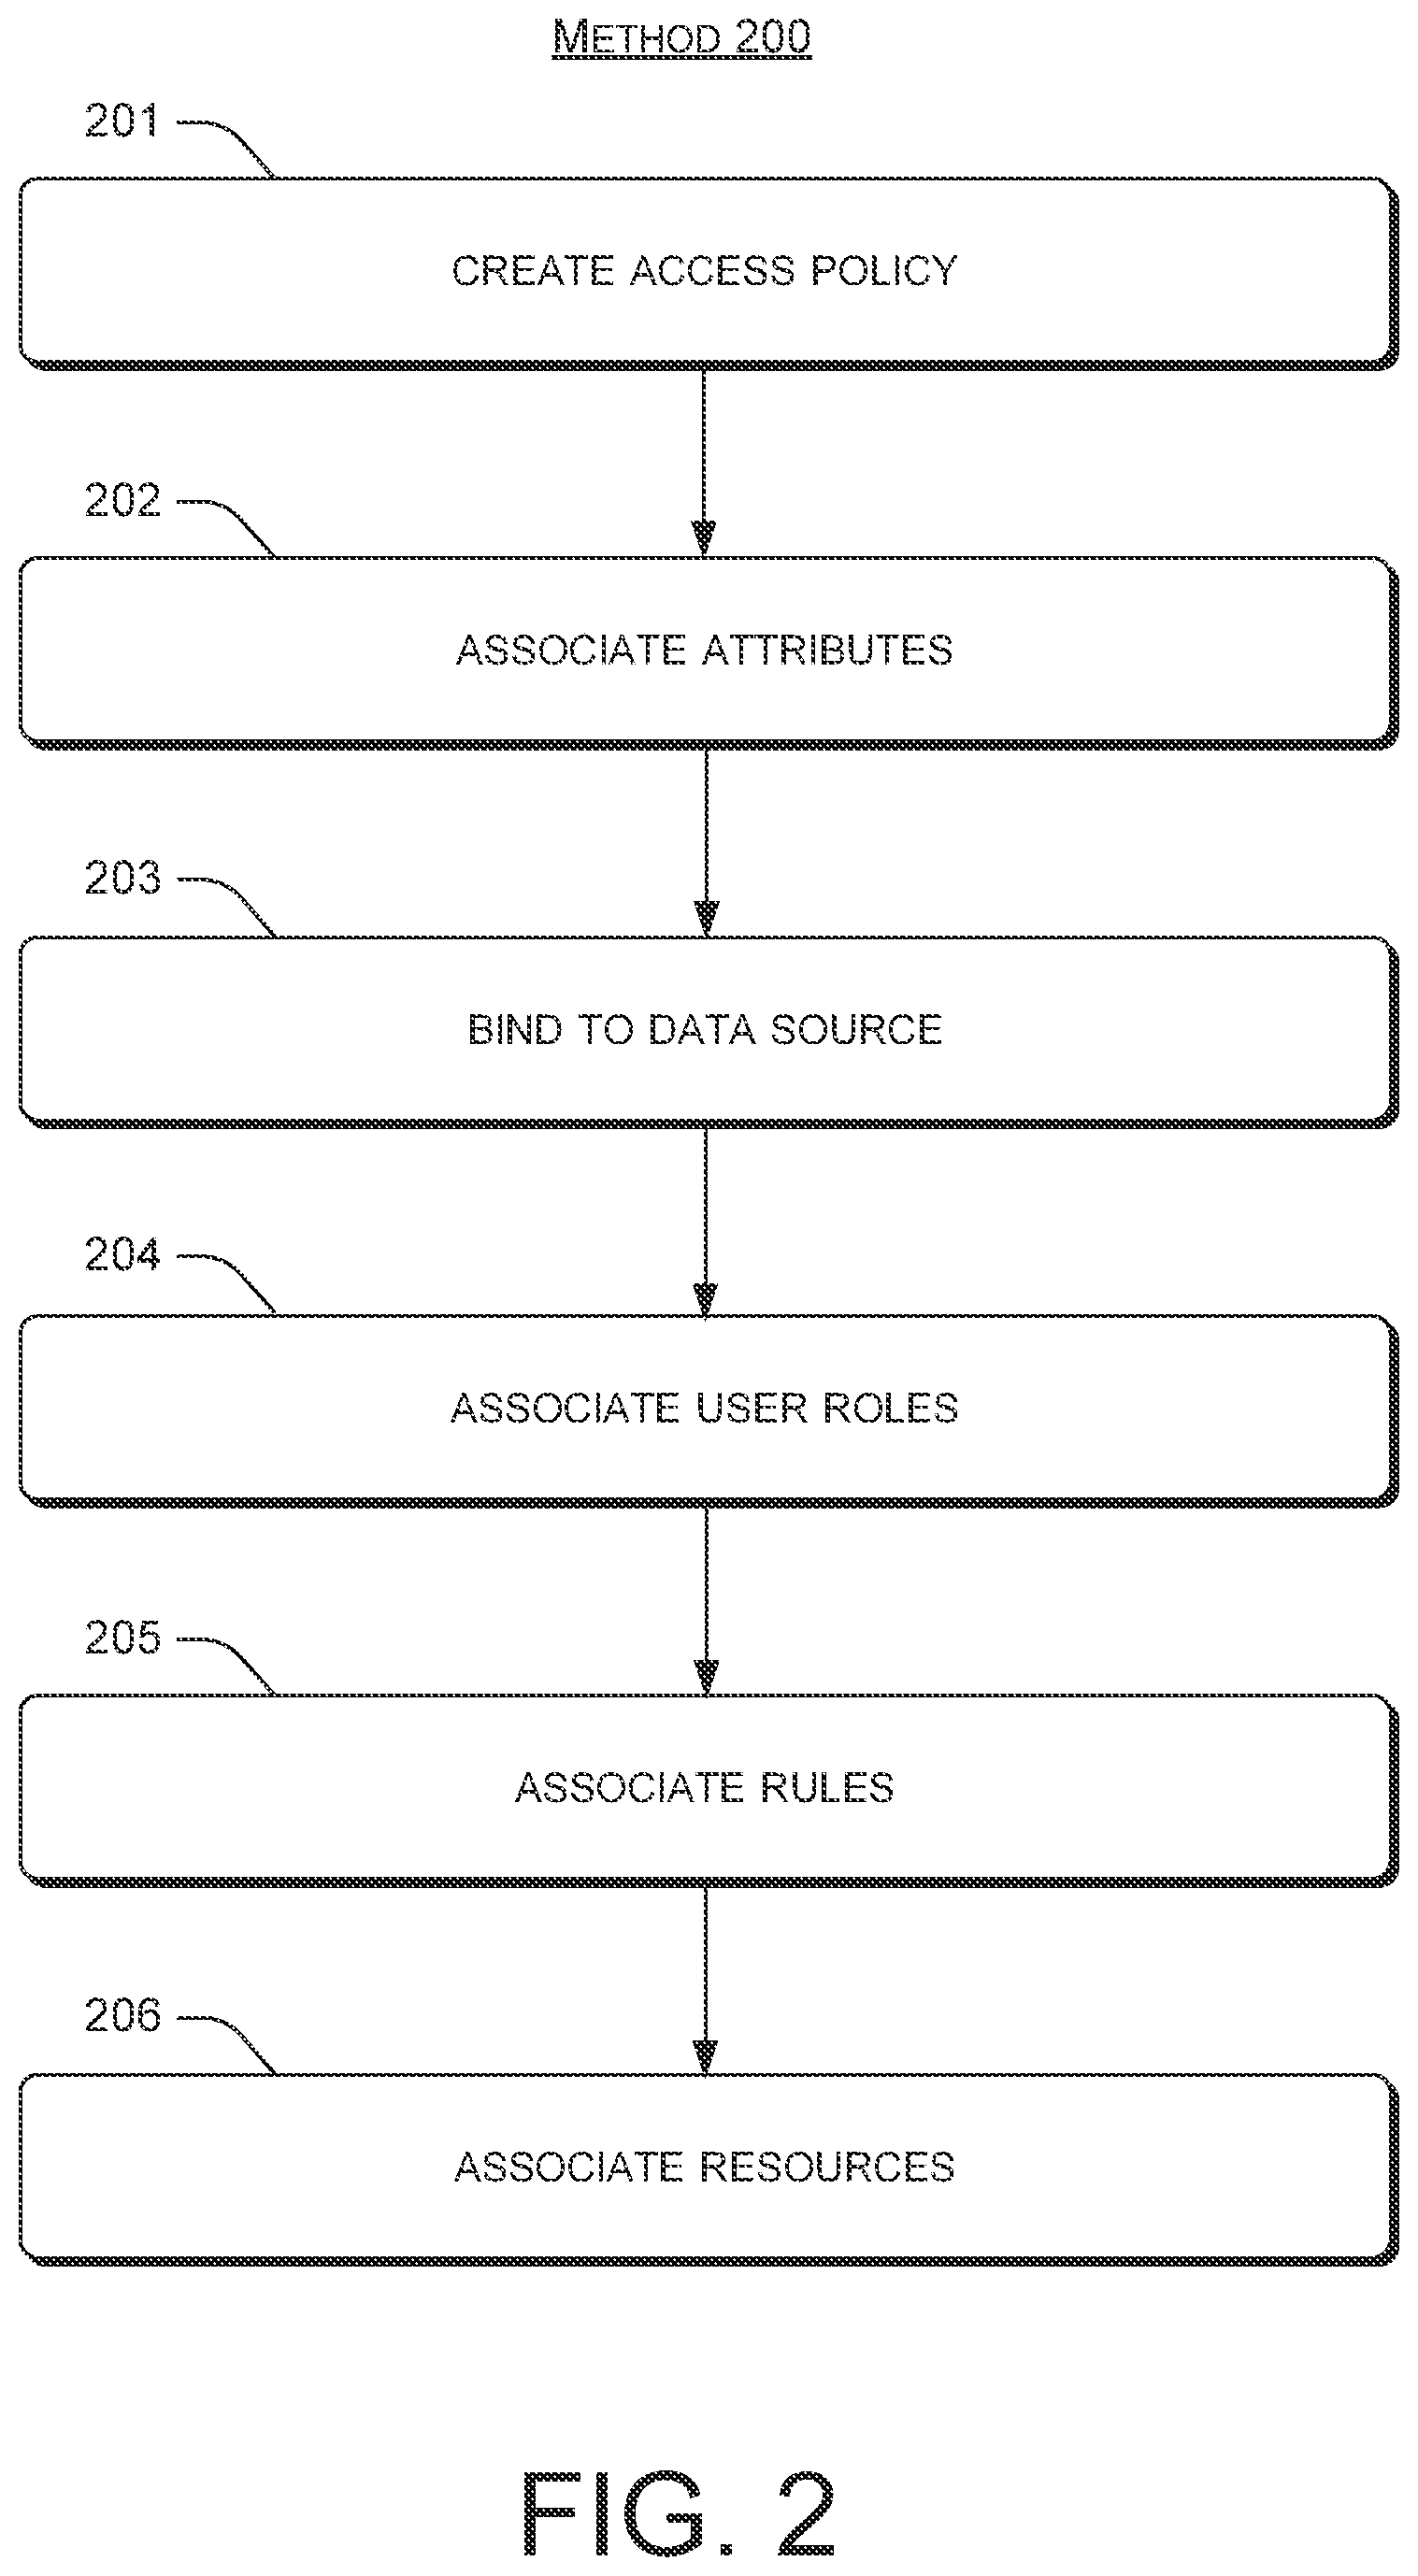 METHOD 200
201
CREATE ACCESS POLICY
202
ASSOCIATE ATTRIBUTES
203
BIND TO DATA SOURCE
204
ASSOCIATE USER ROLES
205
ASSOCIATE RULES
206
ASSOCIATE RESOURCES
FIG. 2